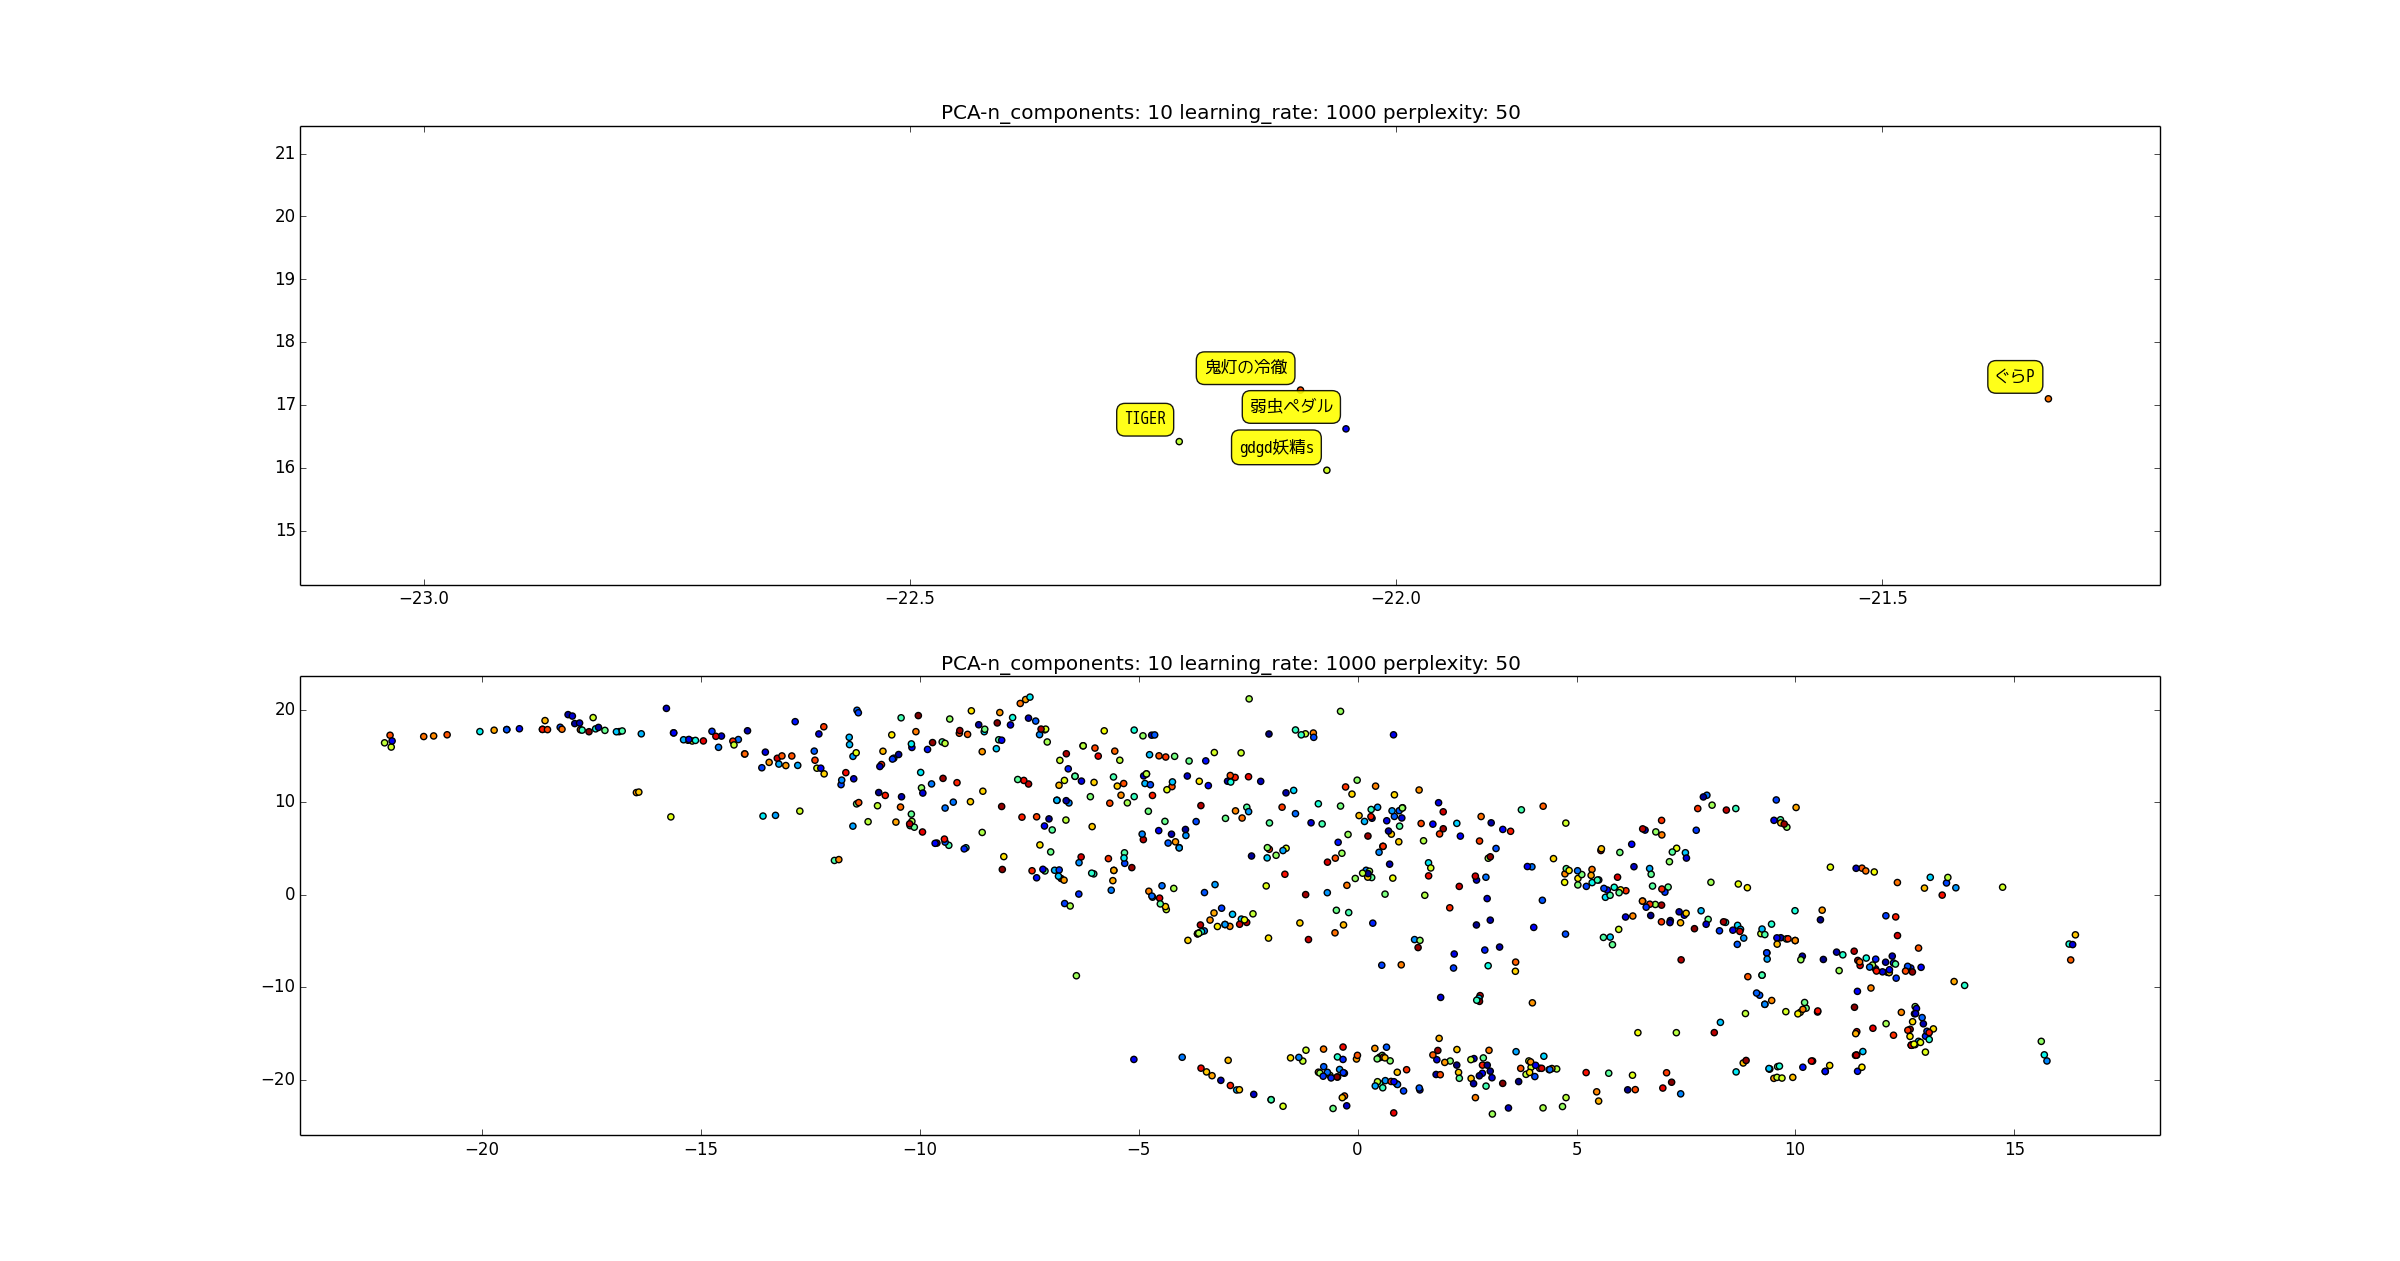 PCA-n_components: 10 learning_rate: 1000 perplexity: 50
21
20
19
18
17
16
15
鬼灯の冷徹
ぐらP
弱虫ペダル
TIGER
gdgd妖精s
−23.0 −22.5 −22.0 −21.5
PCA-n_components: 10 learning_rate: 1000 perplexity: 50
20
10
0
−10
−20
−20 −15 −10 −5 0 5 10 15